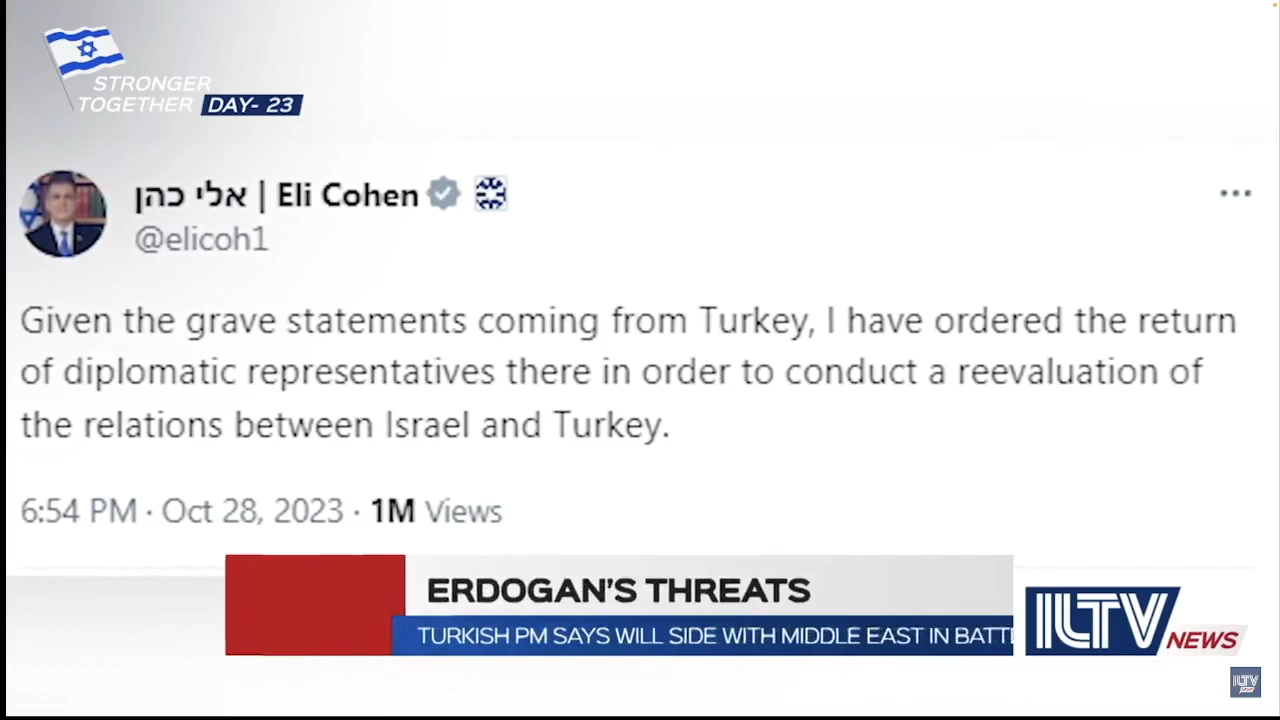 STRONGER
TOGETHER DAY- 23
אלי כהן | Eli Cohen
@elicoh1
Given the grave statements coming from Turkey, I have ordered the return
of diplomatic representatives there in order to conduct a reevaluation of
the relations between Israel and Turkey.
6:54 PM · Oct 28, 2023 · 1M Views
ERDOGAN'S THREATS
TURKISH PM SAYS WILL SIDE WITH MIDDLE EAST IN BATT
ILTV NEWS
ILTV